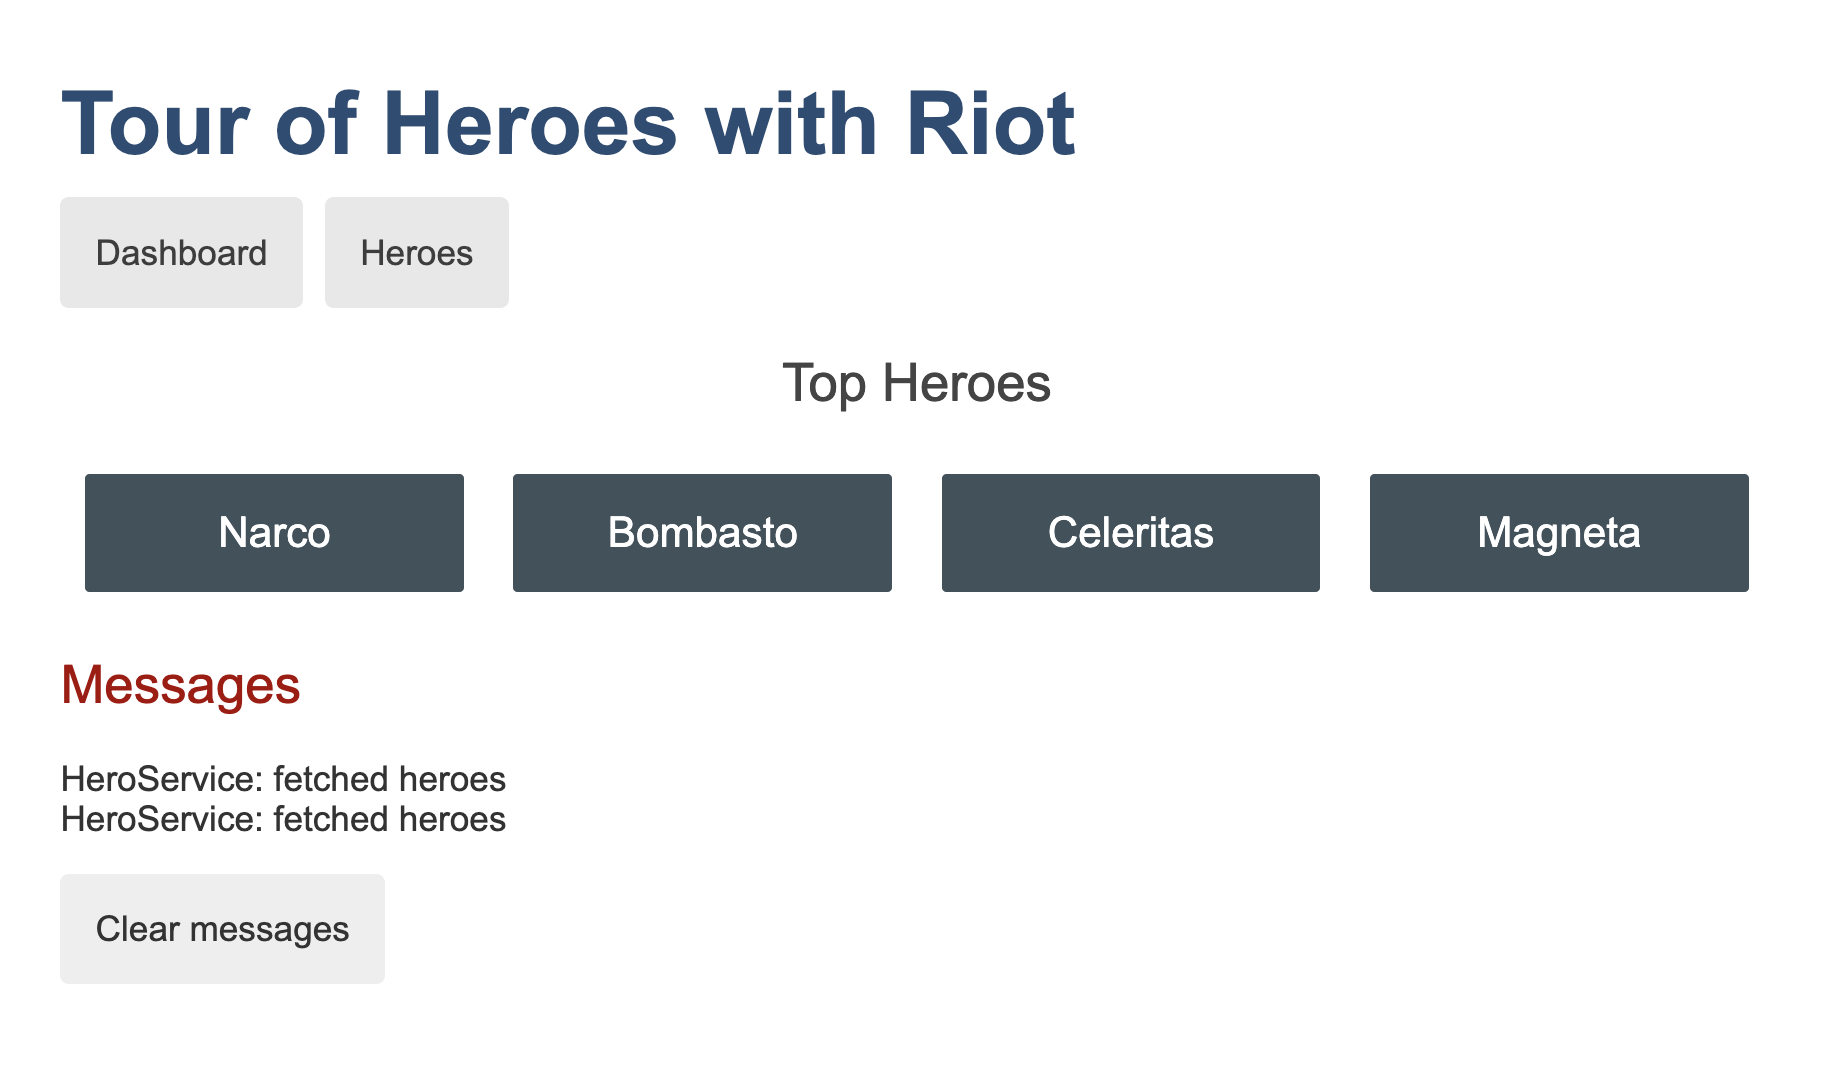 Tour of Heroes with Riot
Dashboard Heroes
Top Heroes
Narco Bombasto Celeritas Magneta
Messages
HeroService: fetched heroes
HeroService: fetched heroes
Clear messages